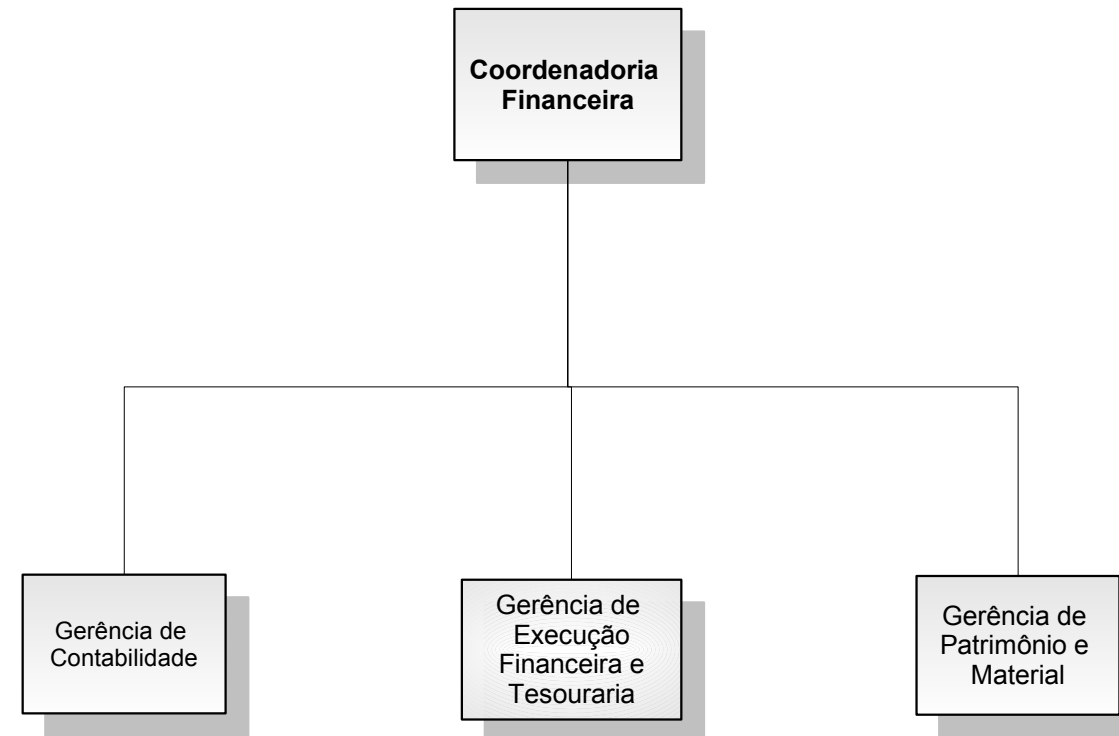 Coordenadoria
Financeira
Gerência de
Contabilidade
Gerência de
Execução
Financeira e
Tesouraria
Gerência de
Patrimônio e
Material